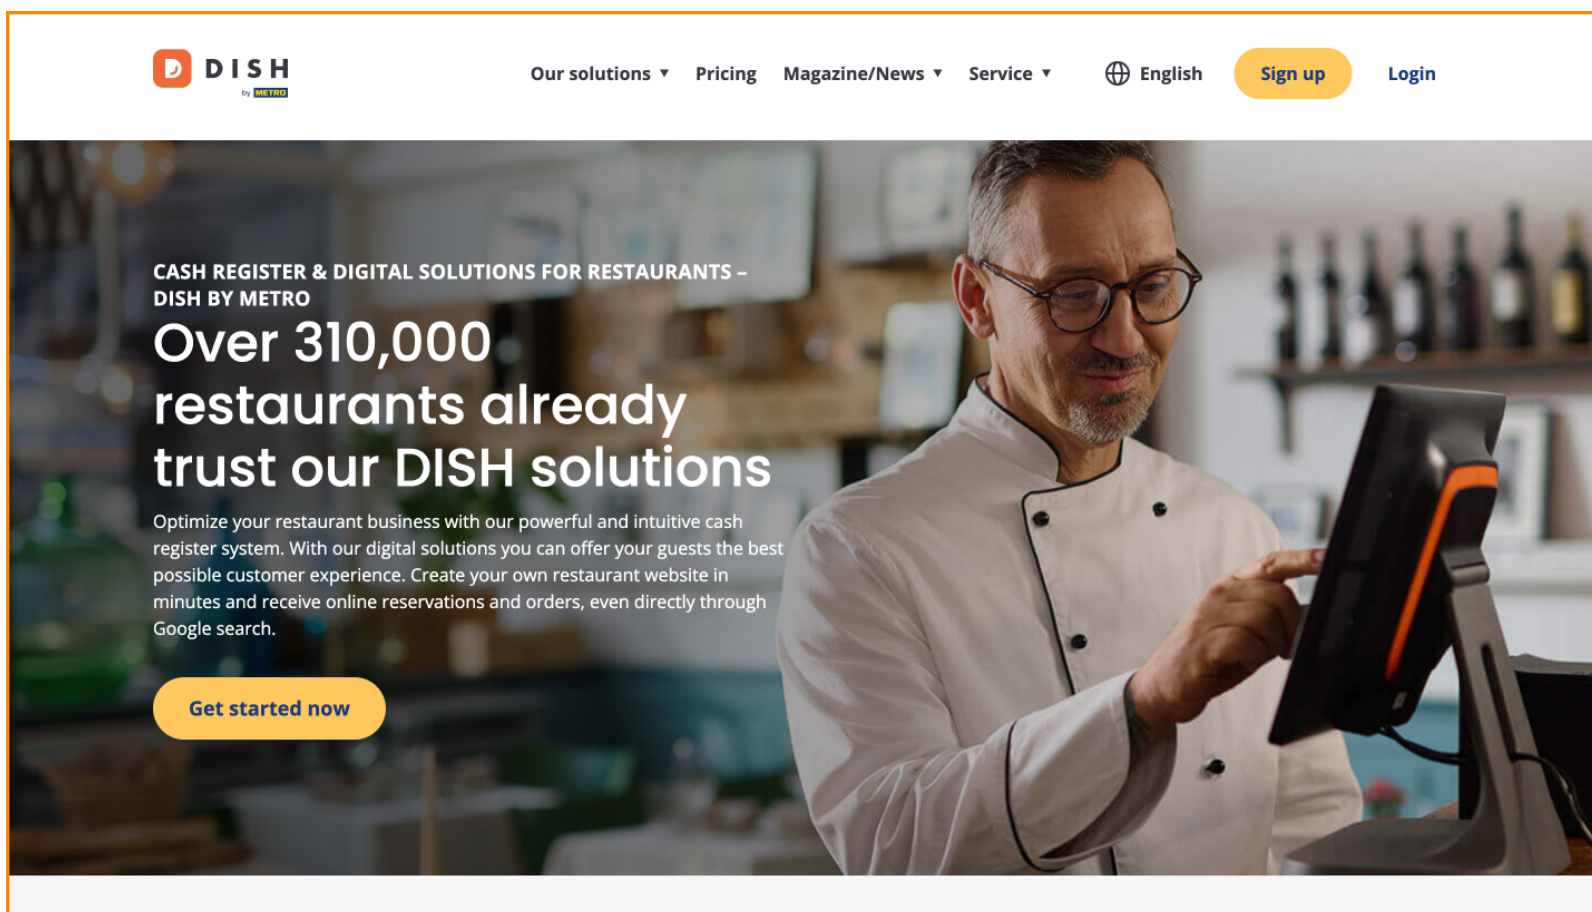 DISH
by METRO
Our solutions ▼ Pricing Magazine/News ▼ Service ▼ English Sign up Login
CASH REGISTER & DIGITAL SOLUTIONS FOR RESTAURANTS –
DISH BY METRO
Over 310,000
restaurants already
trust our DISH solutions
Optimize your restaurant business with our powerful and intuitive cash
register system. With our digital solutions you can offer your guests the best
possible customer experience. Create your own restaurant website in
minutes and receive online reservations and orders, even directly through
Google search.
Get started now